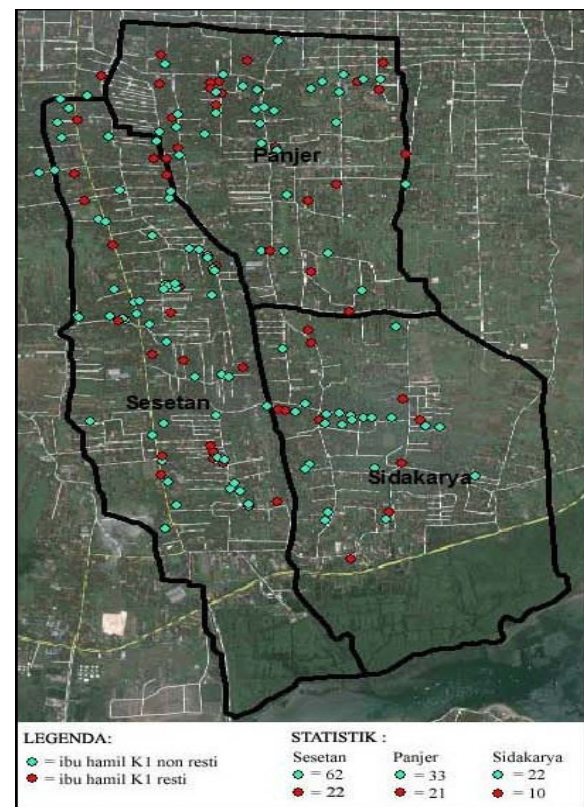 Panjer
Sesetan
Sidakarya
LEGENDA:
= ibu hamil K1 non resti
= ibu hamil K1 resti
STATISTIK :
Sesetan Panjer Sidakarya
= 62 = 33 = 22
= 22 = 21 = 10